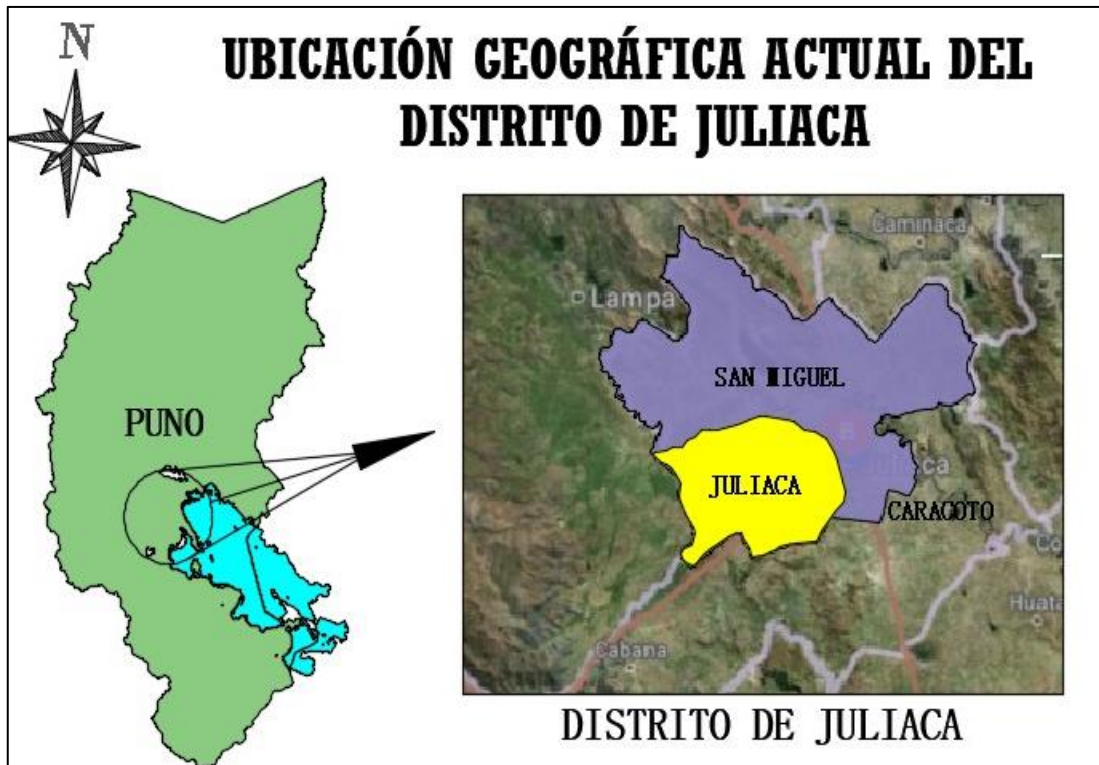 N
UBICACIÓN GEOGRÁFICA ACTUAL DEL
DISTRITO DE JULIACA
PUNO
Caminaca
Lampa
SAN MIGUEL
Juliaca
JULIACA
CARACOTO
Huata
Cabana
DISTRITO DE JULIACA